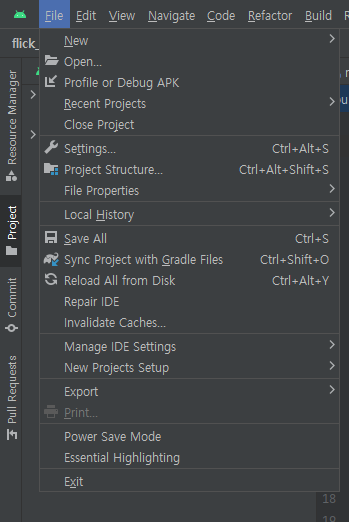 File Edit View Navigate Code Refactor Build
flick_
New
Open...
Profile or Debug APK
Recent Projects
Close Project
Settings... Ctrl+Alt+S
Project Structure... Ctrl+Alt+Shift+S
File Properties
Local History
Save All Ctrl+S
Sync Project with Gradle Files Ctrl+Shift+O
Reload All from Disk Ctrl+Alt+Y
Repair IDE
Invalidate Caches...
Manage IDE Settings
New Projects Setup
Export
Print...
Power Save Mode
Essential Highlighting
Exit
Resource Manager
Project
Commit
Pull Requests
18